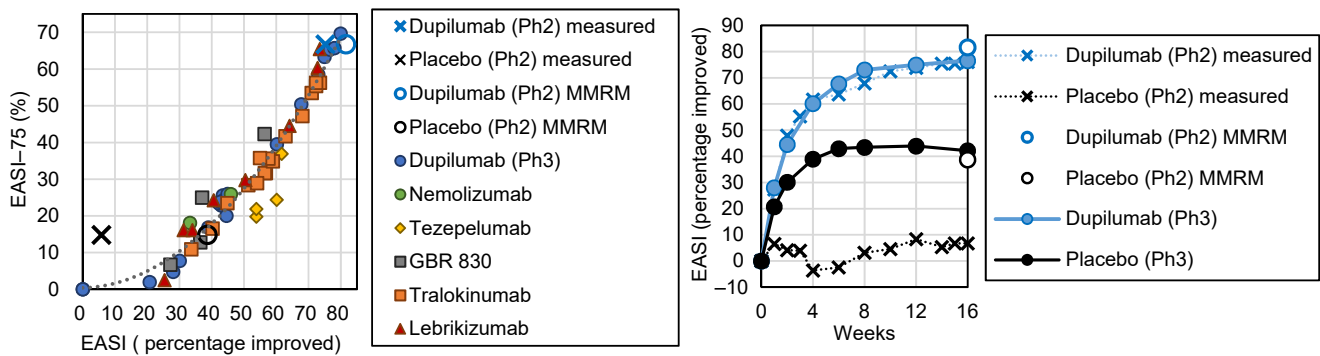 EASI–75 (%)
70
60
50
40
30
20
10
0
0
10
20
30
40
50
60
70
80
EASI ( percentage improved)
Dupilumab (Ph2) measured
Placebo (Ph2) measured
Dupilumab (Ph2) MMRM
Placebo (Ph2) MMRM
Dupilumab (Ph3)
Nemolizumab
Tezepelumab
GBR 830
Tralokinumab
Lebrikizumab
EASI (percentage improved)
90
80
70
60
50
40
30
20
10
0
–10
0
4
8
12
16
Weeks
Dupilumab (Ph2) measured
Placebo (Ph2) measured
Dupilumab (Ph2) MMRM
Placebo (Ph2) MMRM
Dupilumab (Ph3)
Placebo (Ph3)